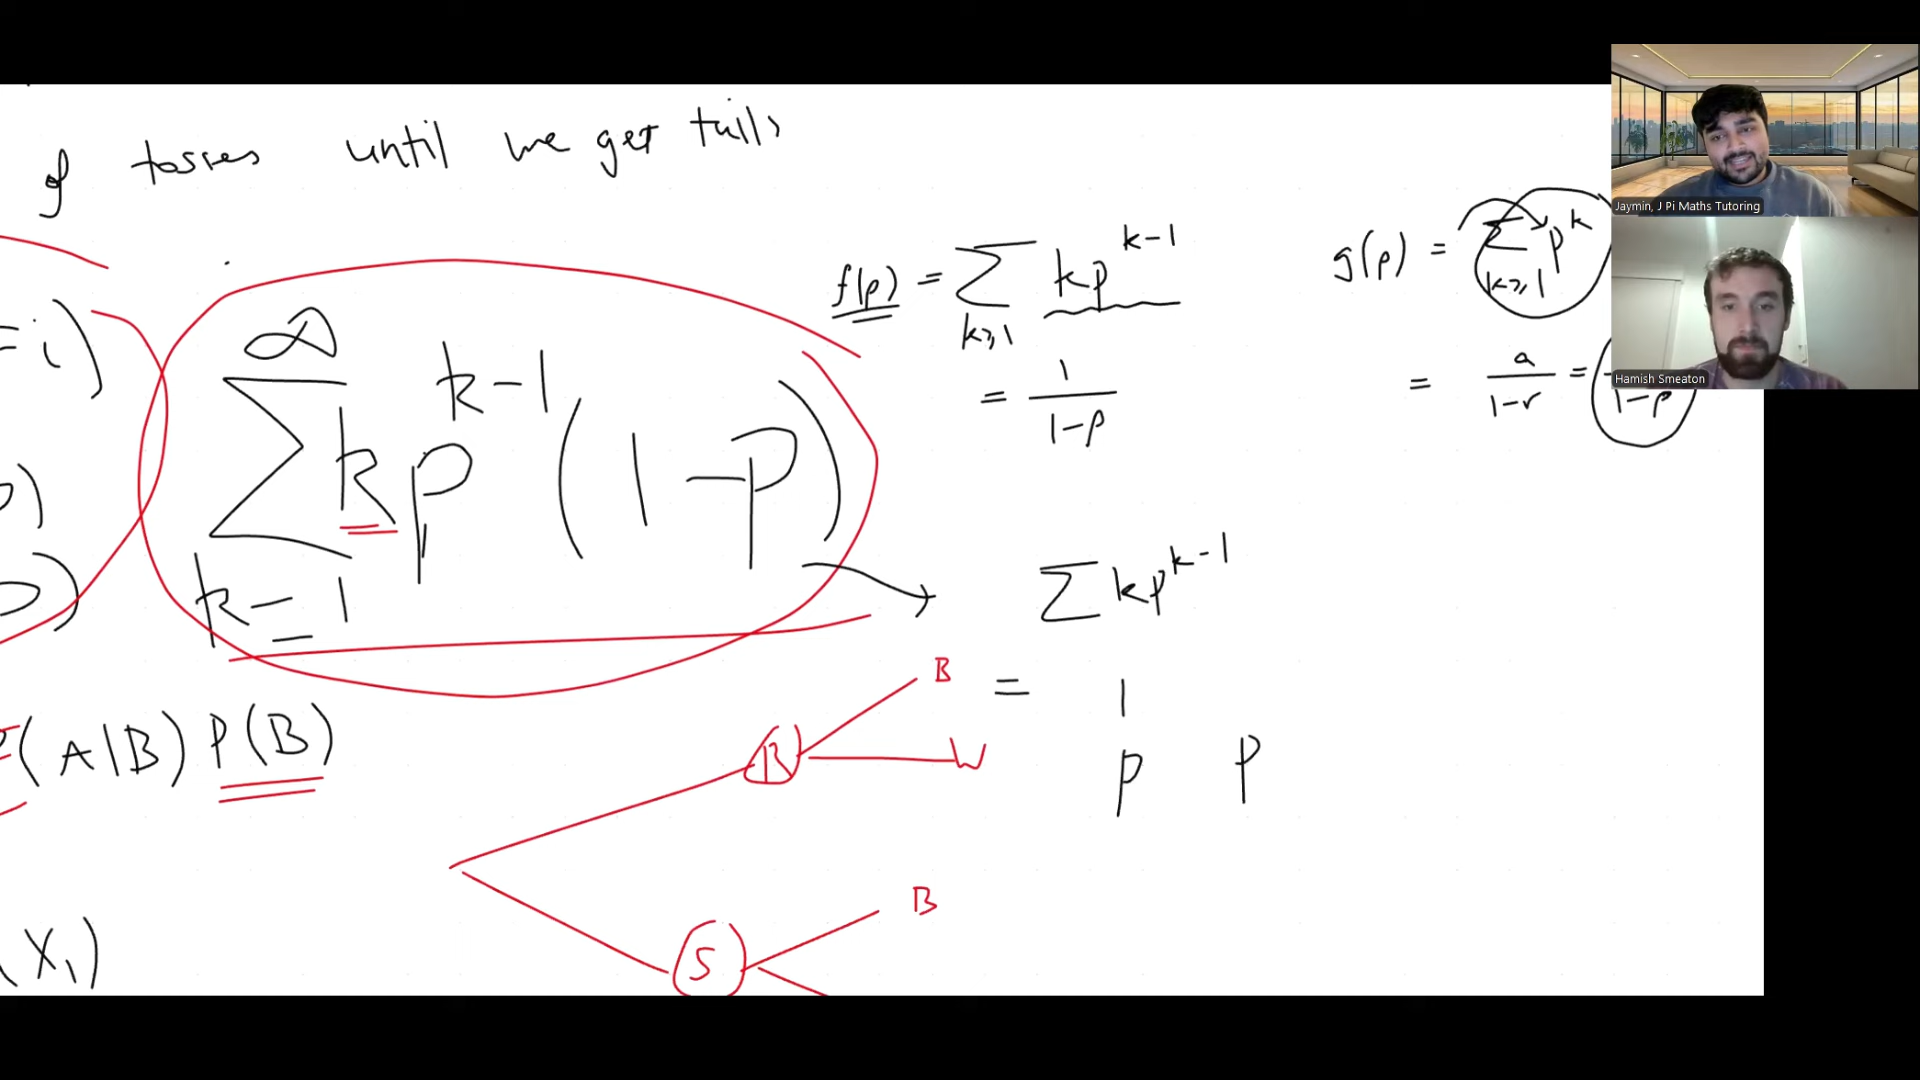 of tosses until we get tails
f(p) = ∑ k≥1 kp^{k-1}
= 1/(1-p)
g(p) = ∑ k≥1 p^k
= a/(1-r) = /(1-p)
= i)
∑_{k=1}^{∞} k p^{k-1} (1-p)
p)
p)
→ ∑ kp^{k-1}
= 1
p p
(A|B) P(B)
B
B
W
S
B
(X₁)
Jaymin, J Pi Maths Tutoring
Hamish Smeaton